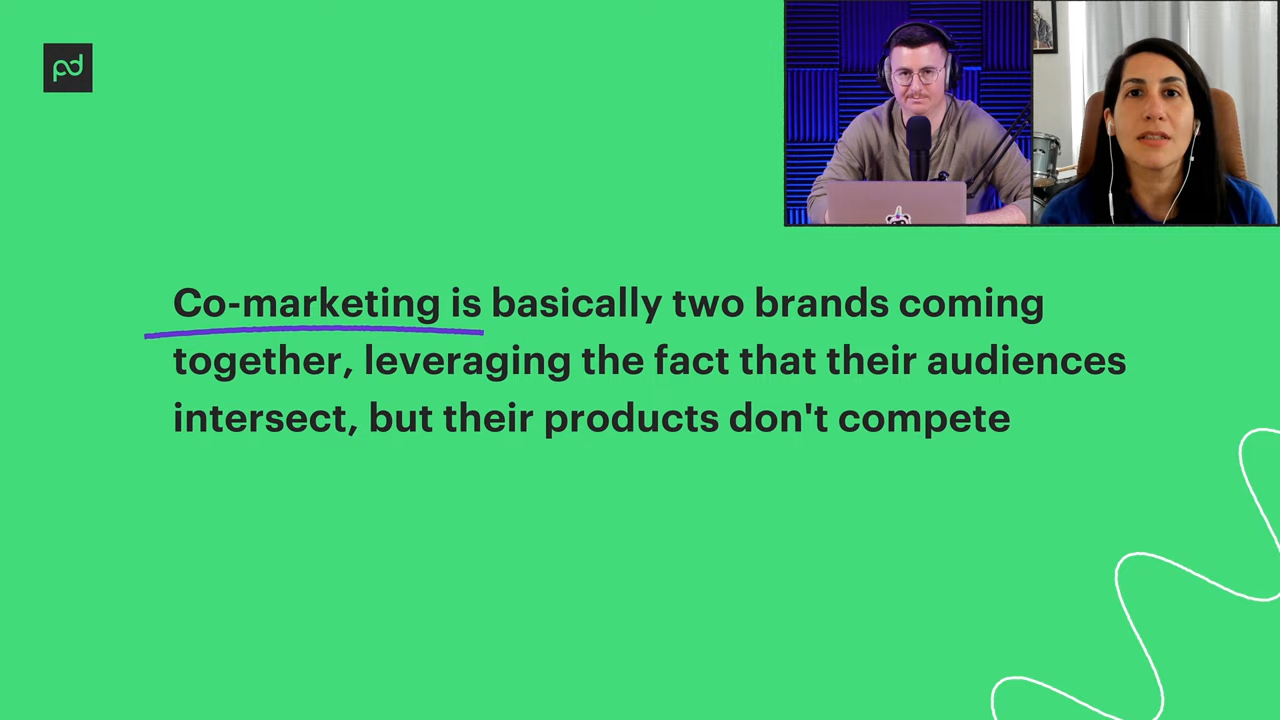 pd
Co-marketing is basically two brands coming
together, leveraging the fact that their audiences
intersect, but their products don't compete